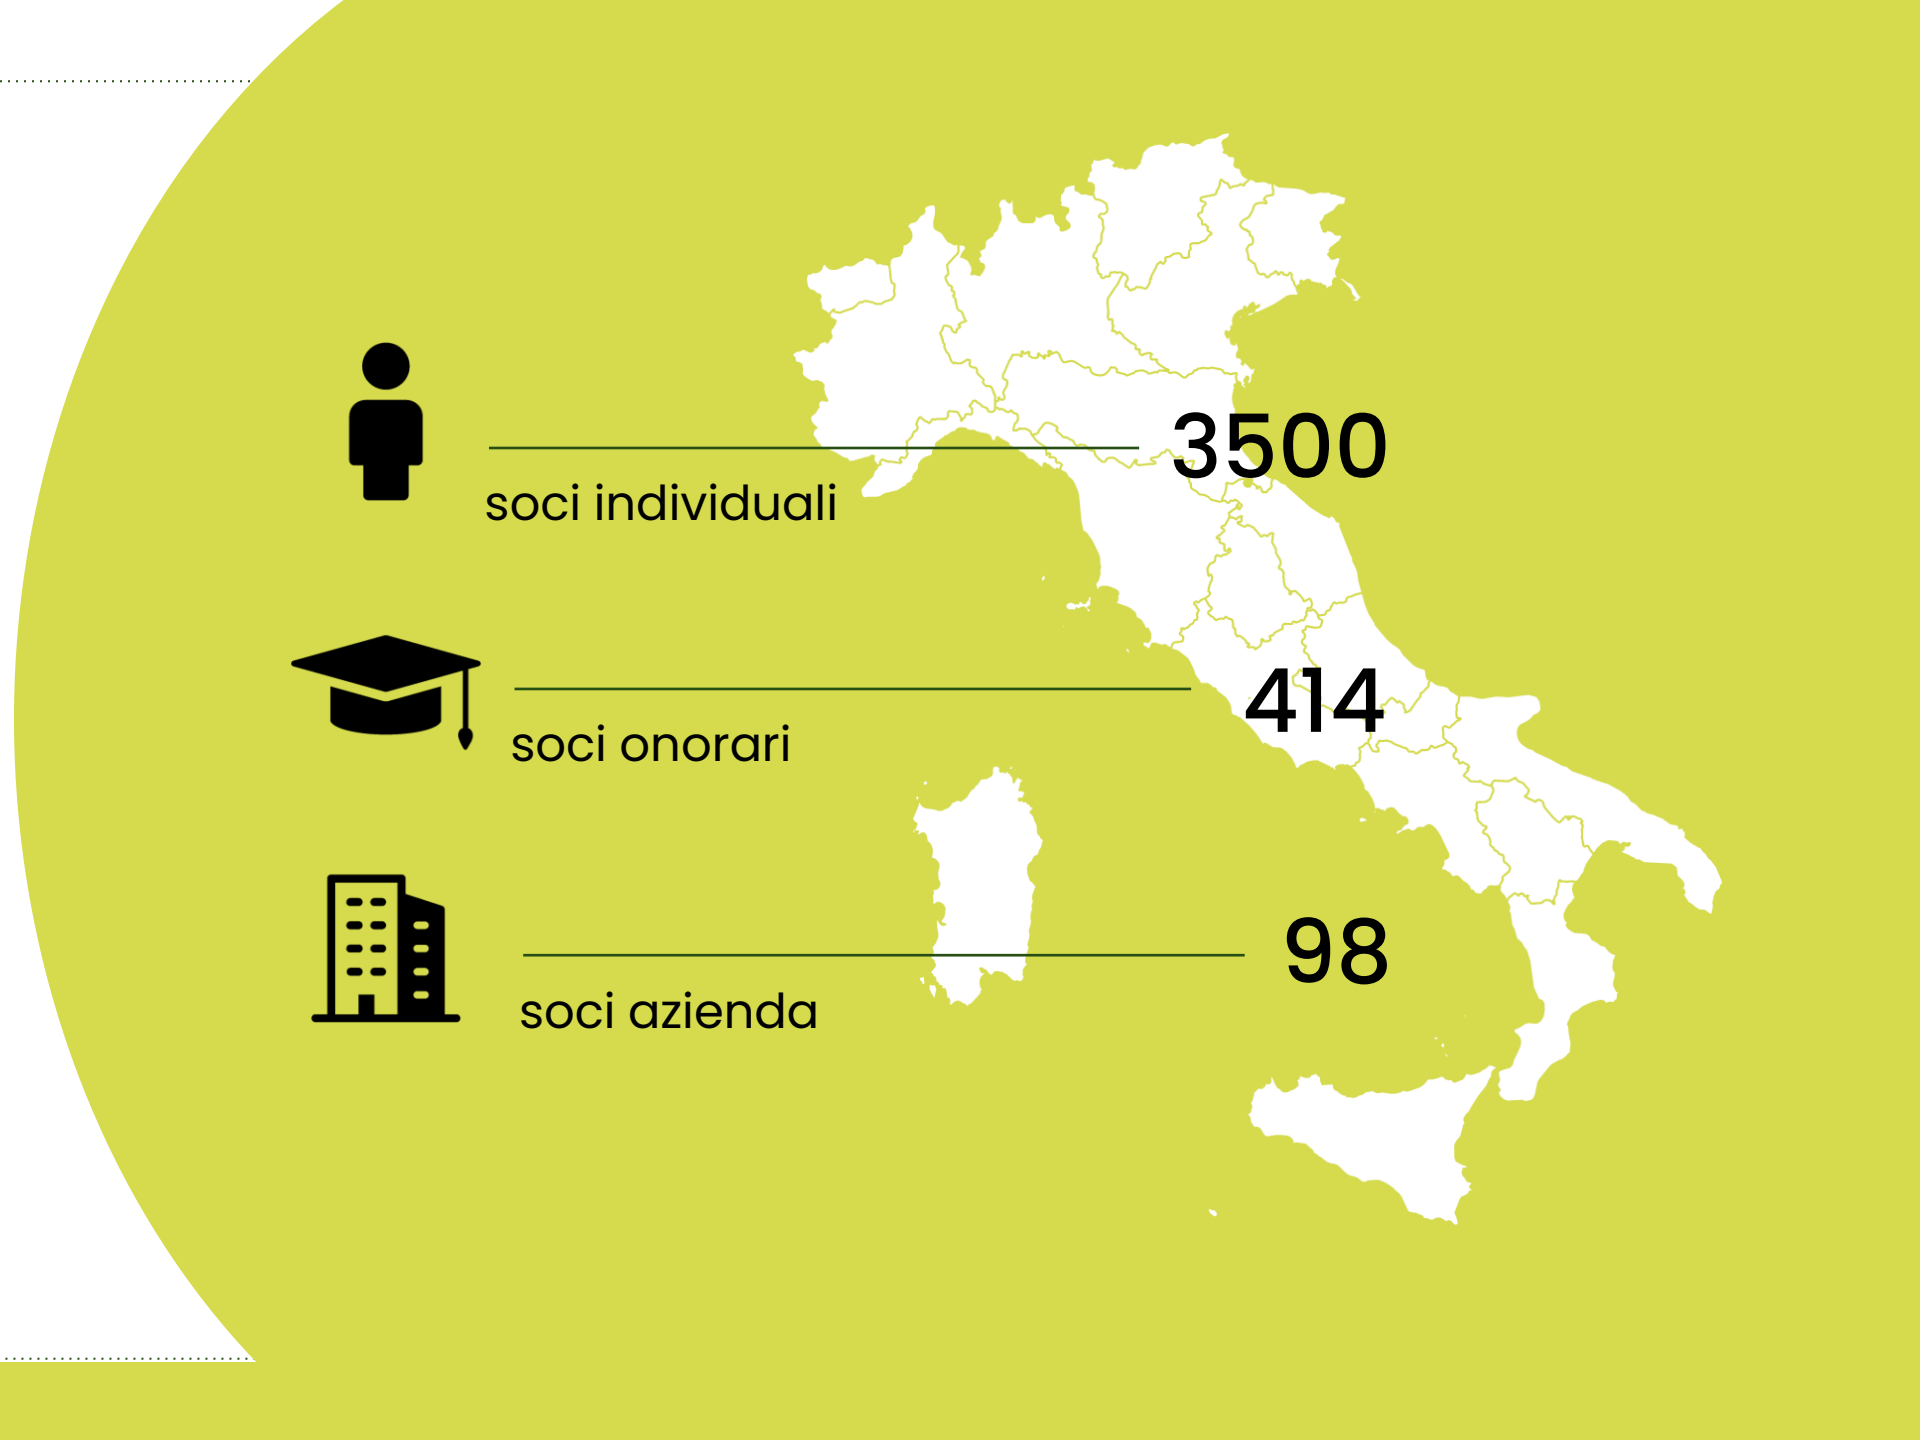 3500
soci individuali
414
soci onorari
98
soci azienda